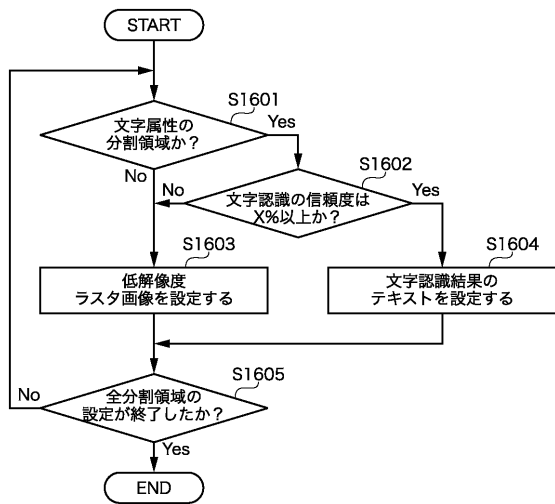 START
S1601
文字属性の
分割領域か?
Yes
No
S1602
文字認識の信頼度は
X%以上か?
No
Yes
S1603
低解像度
ラスタ画像を設定する
S1604
文字認識結果の
テキストを設定する
S1605
全分割領域の
設定が終了したか?
No
Yes
END